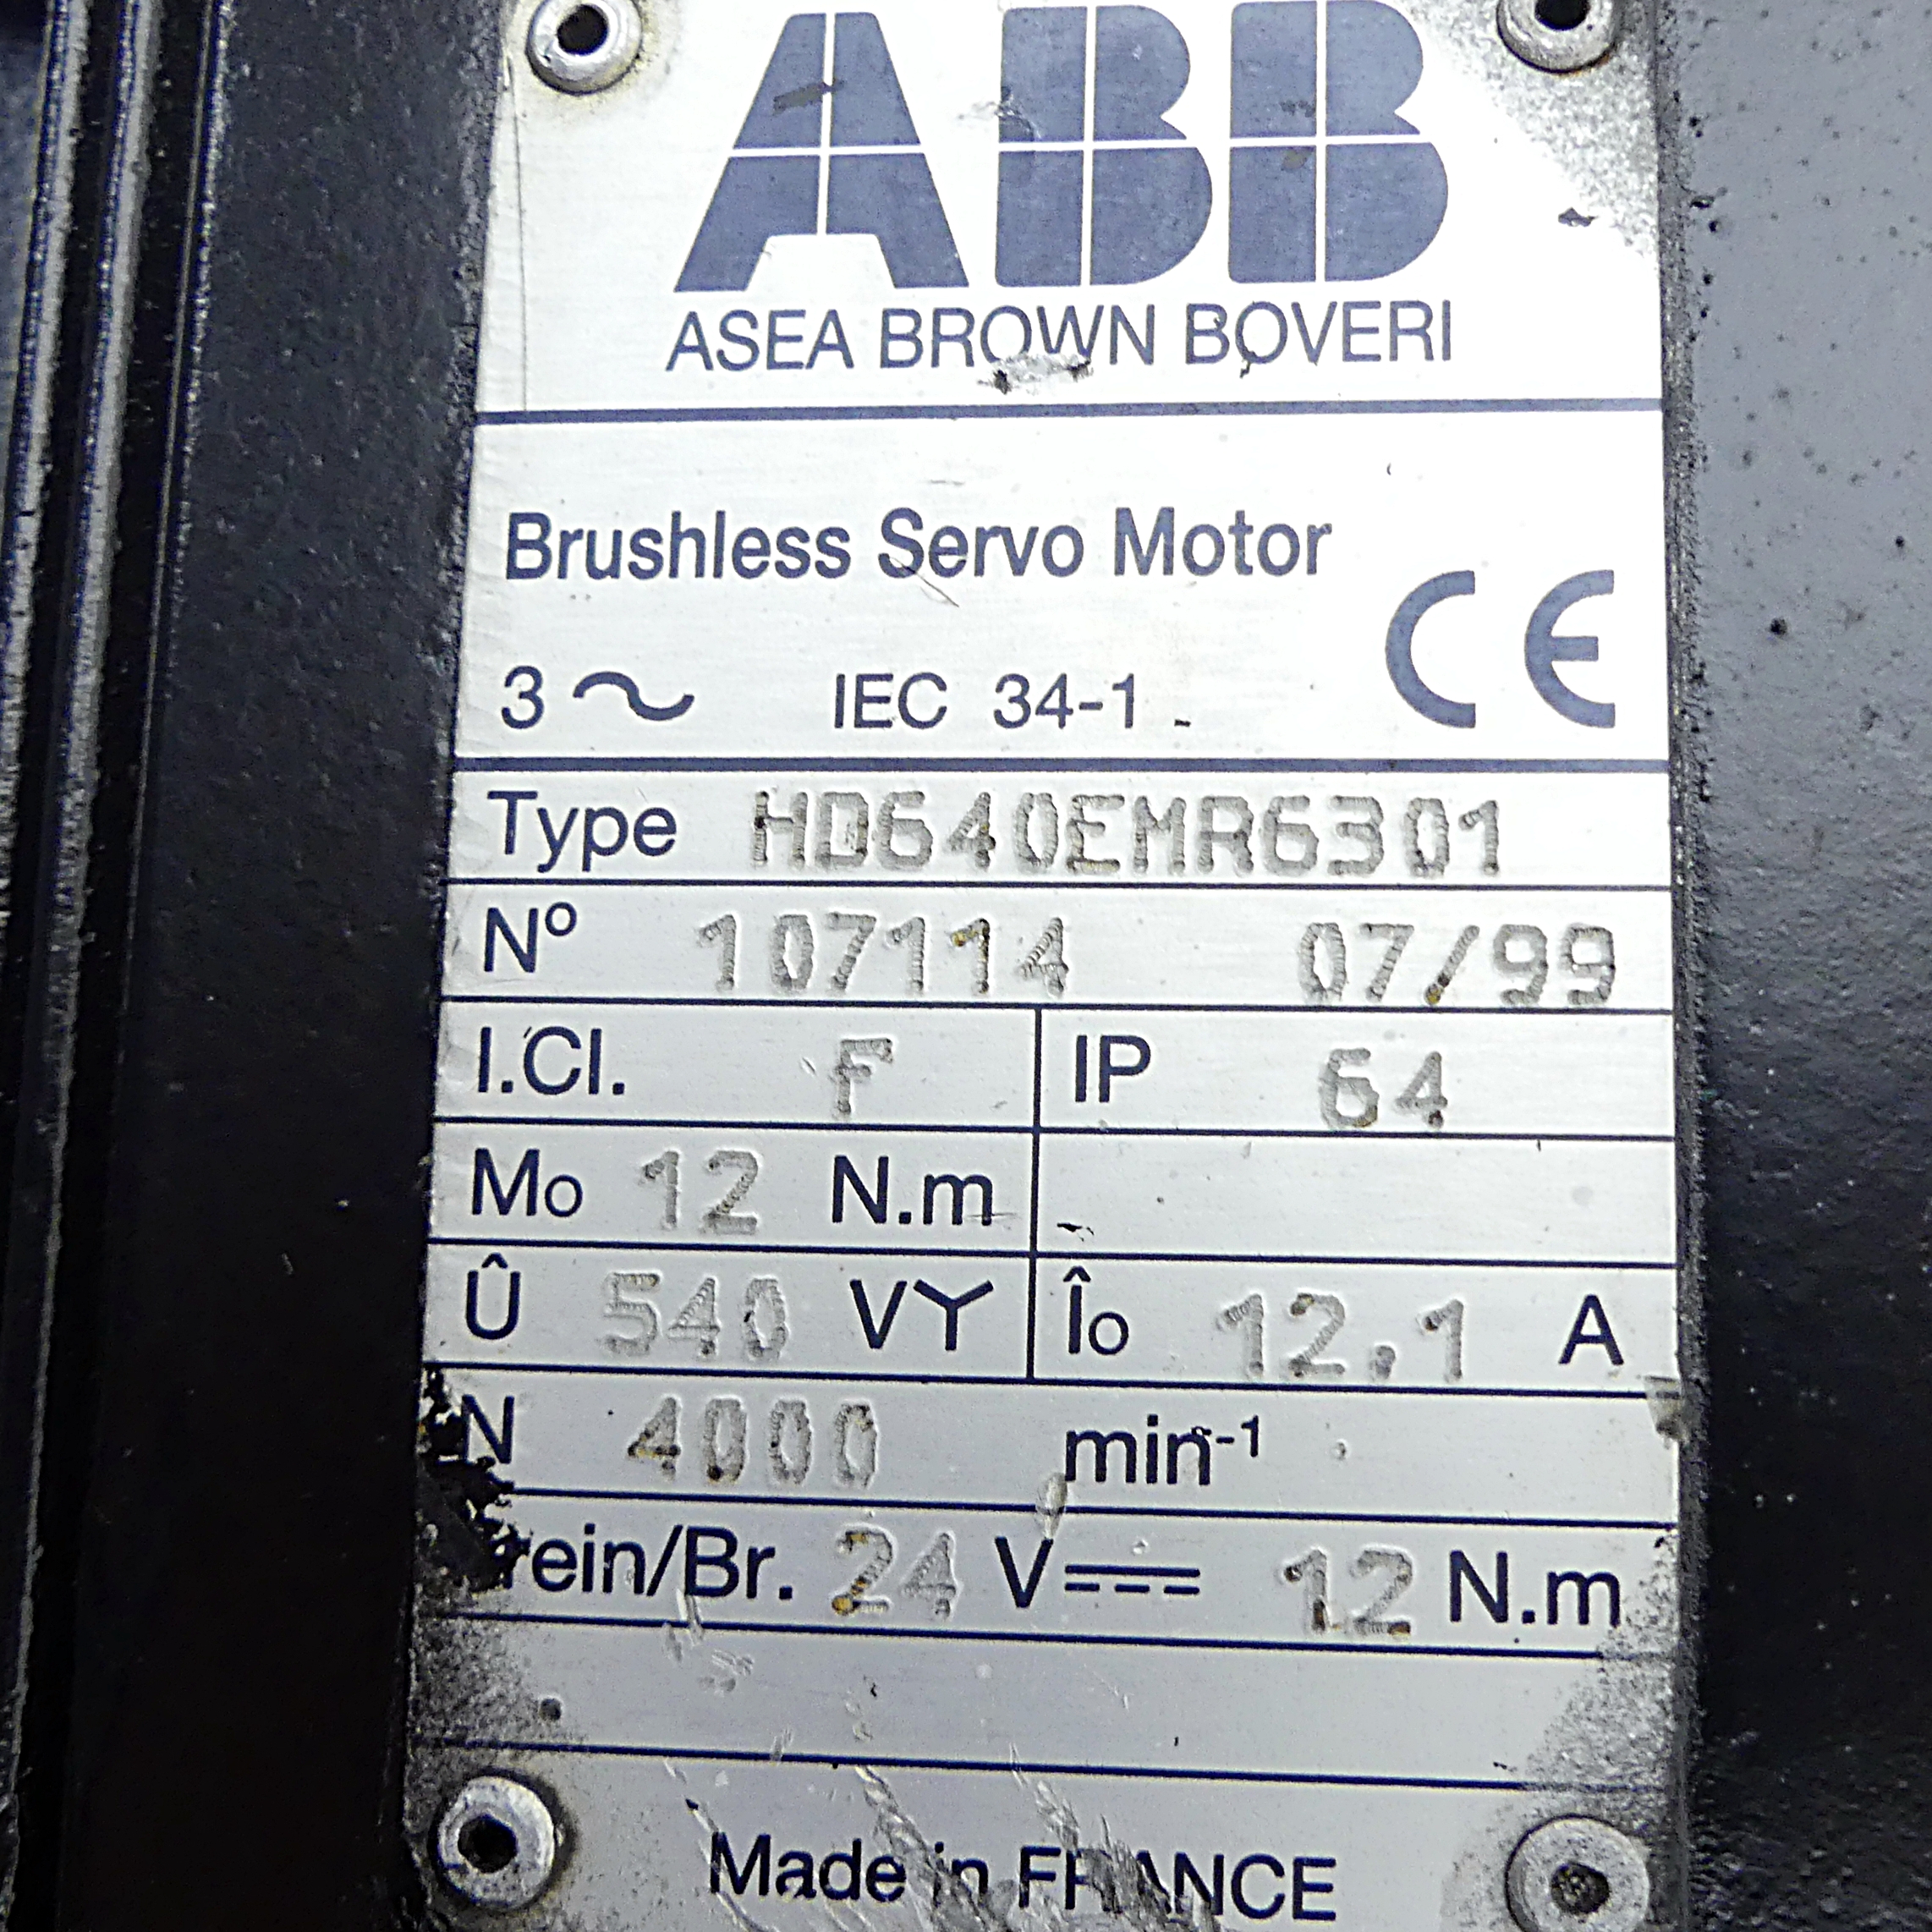 ABB
ASEA BROWN BOVERI
Brushless Servo Motor
CE
3~ IEC 34-1
Type HD640EMR6301
Nº 107114 07/99
I.Cl. F IP 64
Mo 12 N.m
Û 540 VY Îo 12,1 A
N 4000 min⁻¹
rein/Br. 24 V⎓ 12 N.m
Made in FRANCE